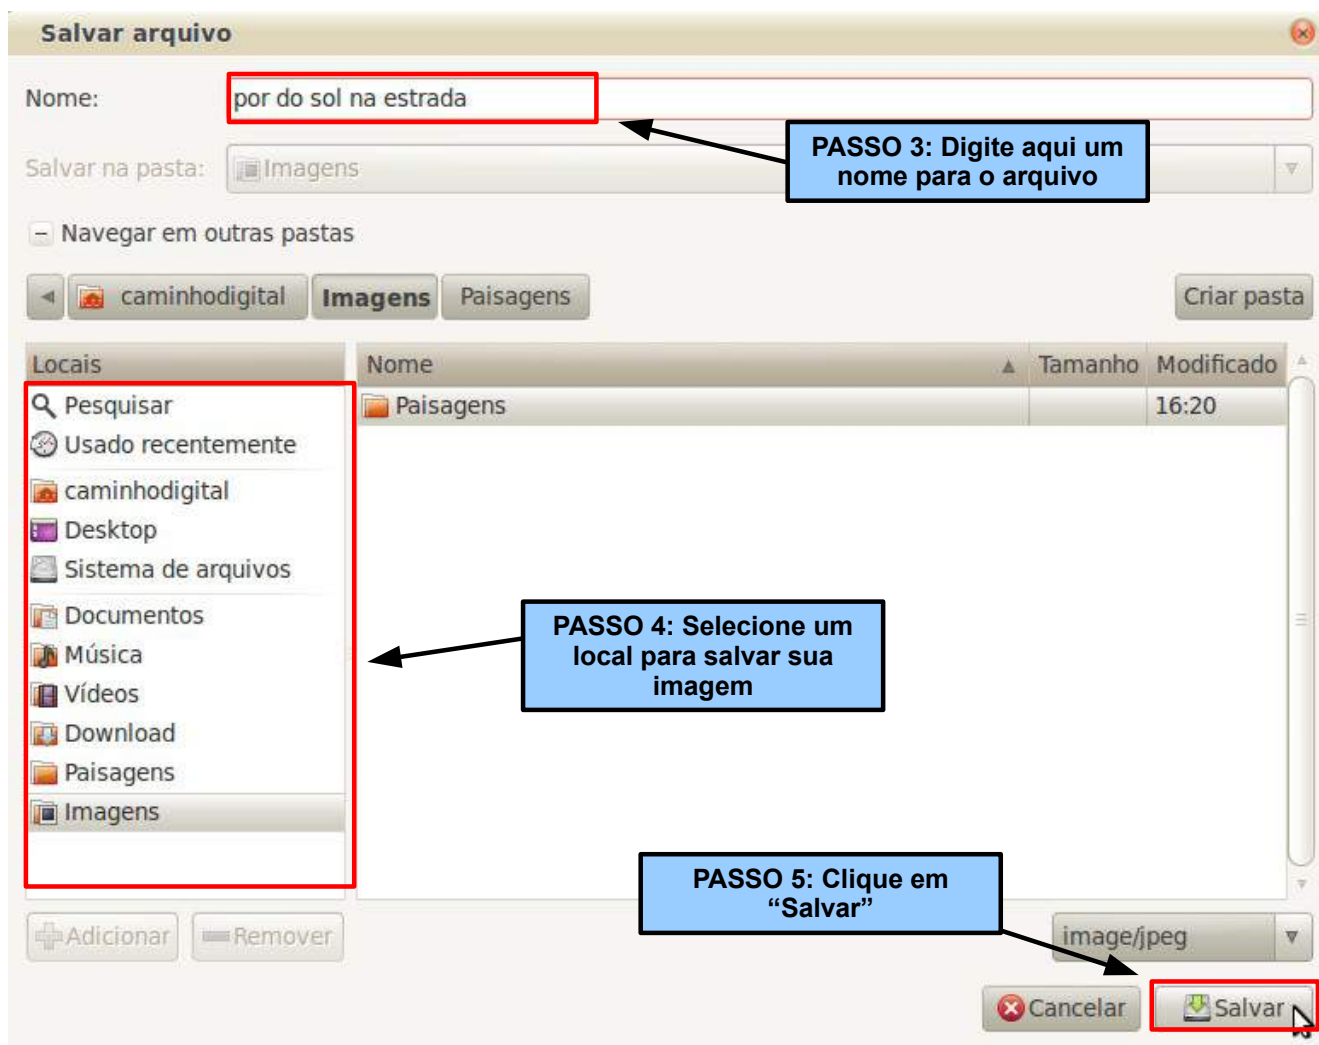 Salvar arquivo
Nome:
por do sol na estrada
PASSO 3: Digite aqui um
nome para o arquivo
Salvar na pasta:
Imagens
Navegar em outras pastas
caminhodigital
Imagens
Paisagens
Criar pasta
Locais
Nome
Tamanho
Modificado
Pesquisar
Usado recentemente
caminhodigital
Desktop
Sistema de arquivos
Documentos
Música
Vídeos
Download
Paisagens
Imagens
Paisagens
16:20
PASSO 4: Selecione um
local para salvar sua
imagem
PASSO 5: Clique em
“Salvar”
Adicionar
Remover
image/jpeg
Cancelar
Salvar